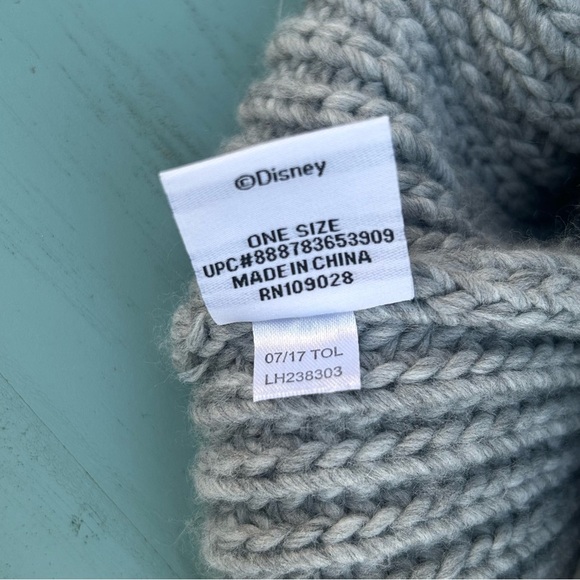 ©Disney
ONE SIZE
UPC#888783653909
MADE IN CHINA
RN109028
07/17 TOL
LH238303